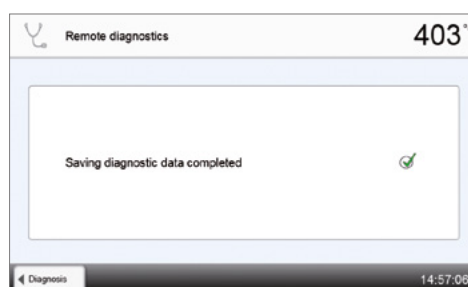 Remote diagnostics
403°
Saving diagnostic data completed
Diagnosis
14:57:06